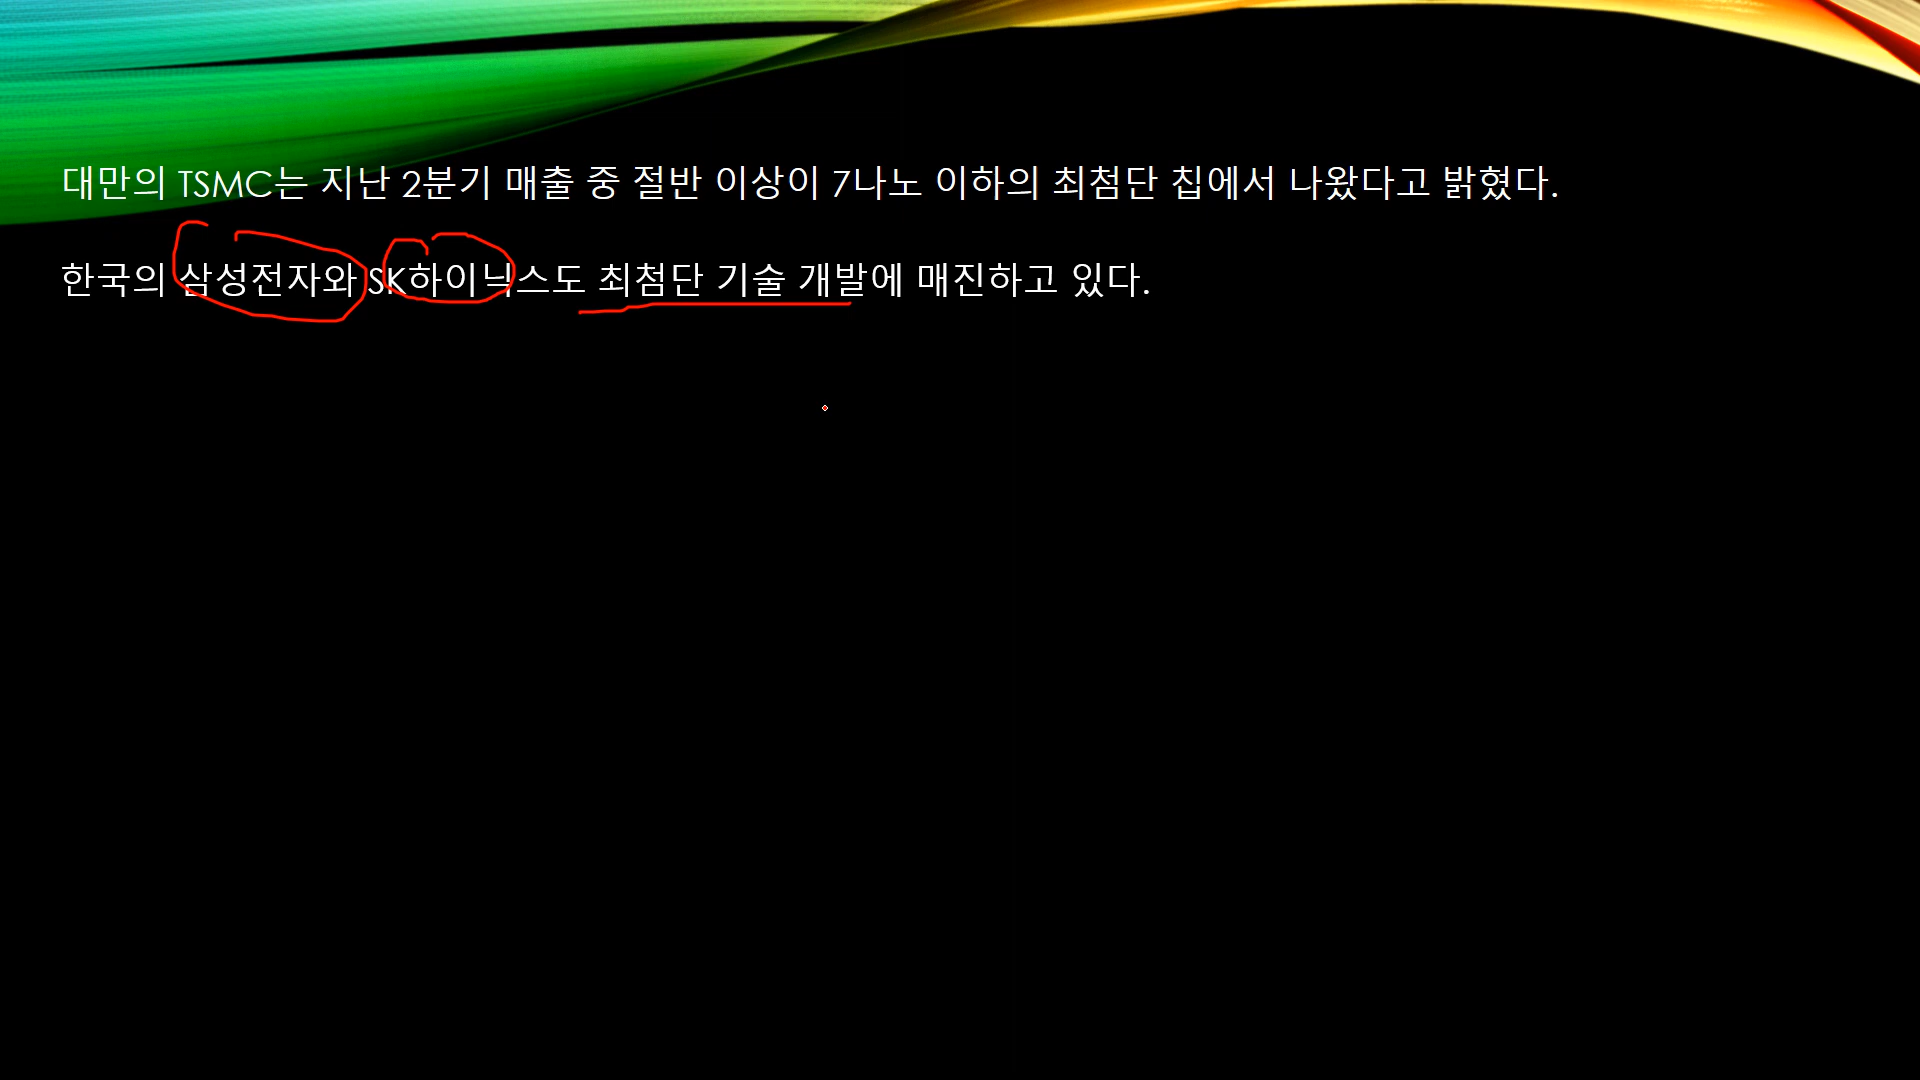 대만의 TSMC는 지난 2분기 매출 중 절반 이상이 7나노 이하의 최첨단 칩에서 나왔다고 밝혔다.
한국의 삼성전자와 SK하이닉스도 최첨단 기술 개발에 매진하고 있다.